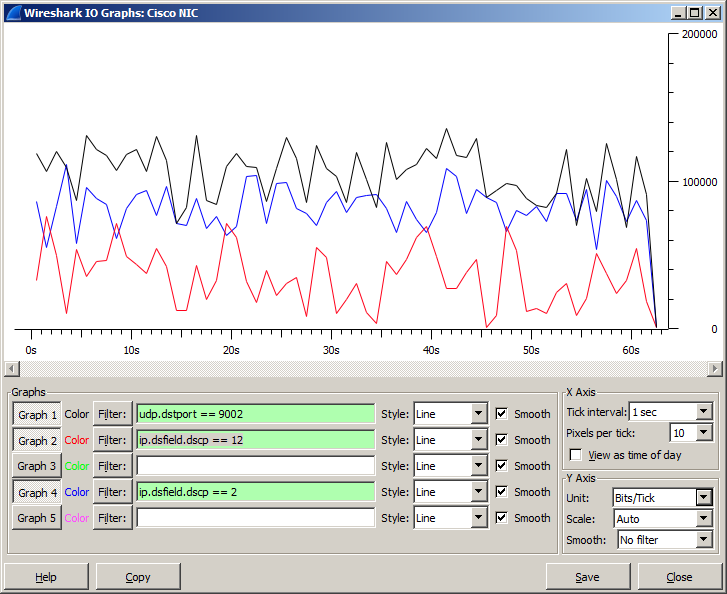 Wireshark IO Graphs: Cisco NIC
200000
100000
0
0s 10s 20s 30s 40s 50s 60s
Graphs
Graph 1 Color Filter: udp.dstport == 9002 Style: Line Smooth
Graph 2 Color Filter: ip.dsfield.dscp == 12 Style: Line Smooth
Graph 3 Color Filter: Style: Line Smooth
Graph 4 Color Filter: ip.dsfield.dscp == 2 Style: Line Smooth
Graph 5 Color Filter: Style: Line Smooth
X Axis
Tick interval: 1 sec
Pixels per tick: 10
View as time of day
Y Axis
Unit: Bits/Tick
Scale: Auto
Smooth: No filter
Help Copy Save Close